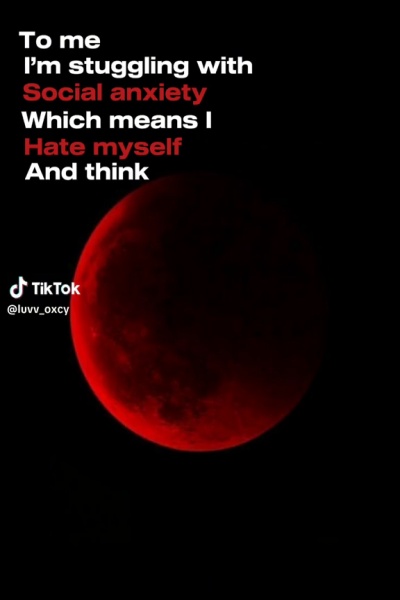 To me
I'm stuggling with
Social anxiety
Which means I
Hate myself
And think
TikTok
@luvv_oxcy